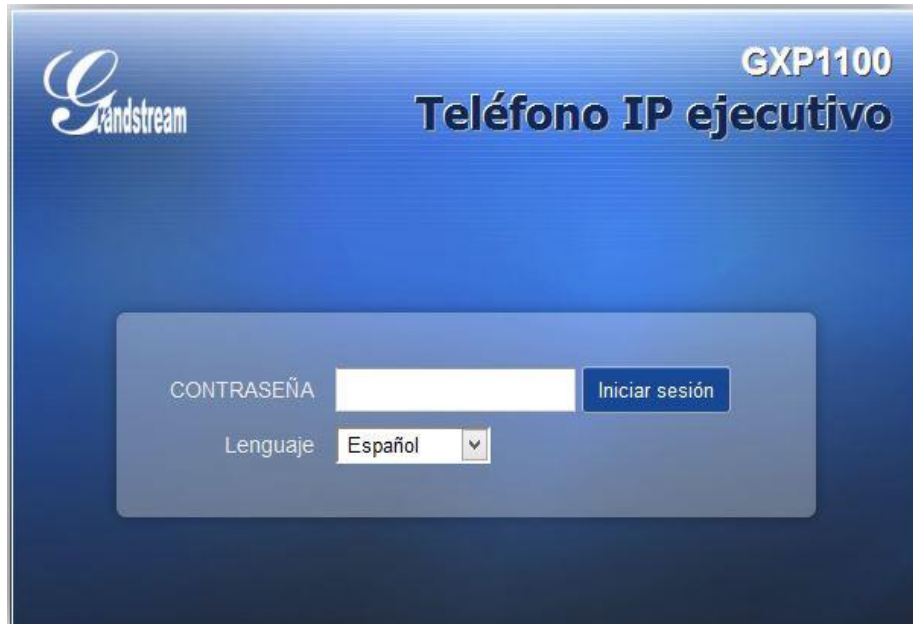 Grandstream
GXP1100
Teléfono IP ejecutivo
CONTRASEÑA
Iniciar sesión
Lenguaje
Español